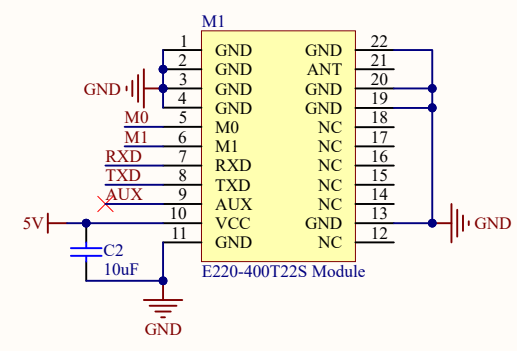 M1
1 GND GND 22
2 GND ANT 21
GND 3 GND GND 20
4 GND GND 19
M0 5 M0 NC 18
M1 6 M1 NC 17
RXD 7 RXD NC 16
TXD 8 TXD NC 15
AUX 9 AUX NC 14
5V 10 VCC GND 13 GND
11 GND NC 12
C2
10uF
E220-400T22S Module
GND